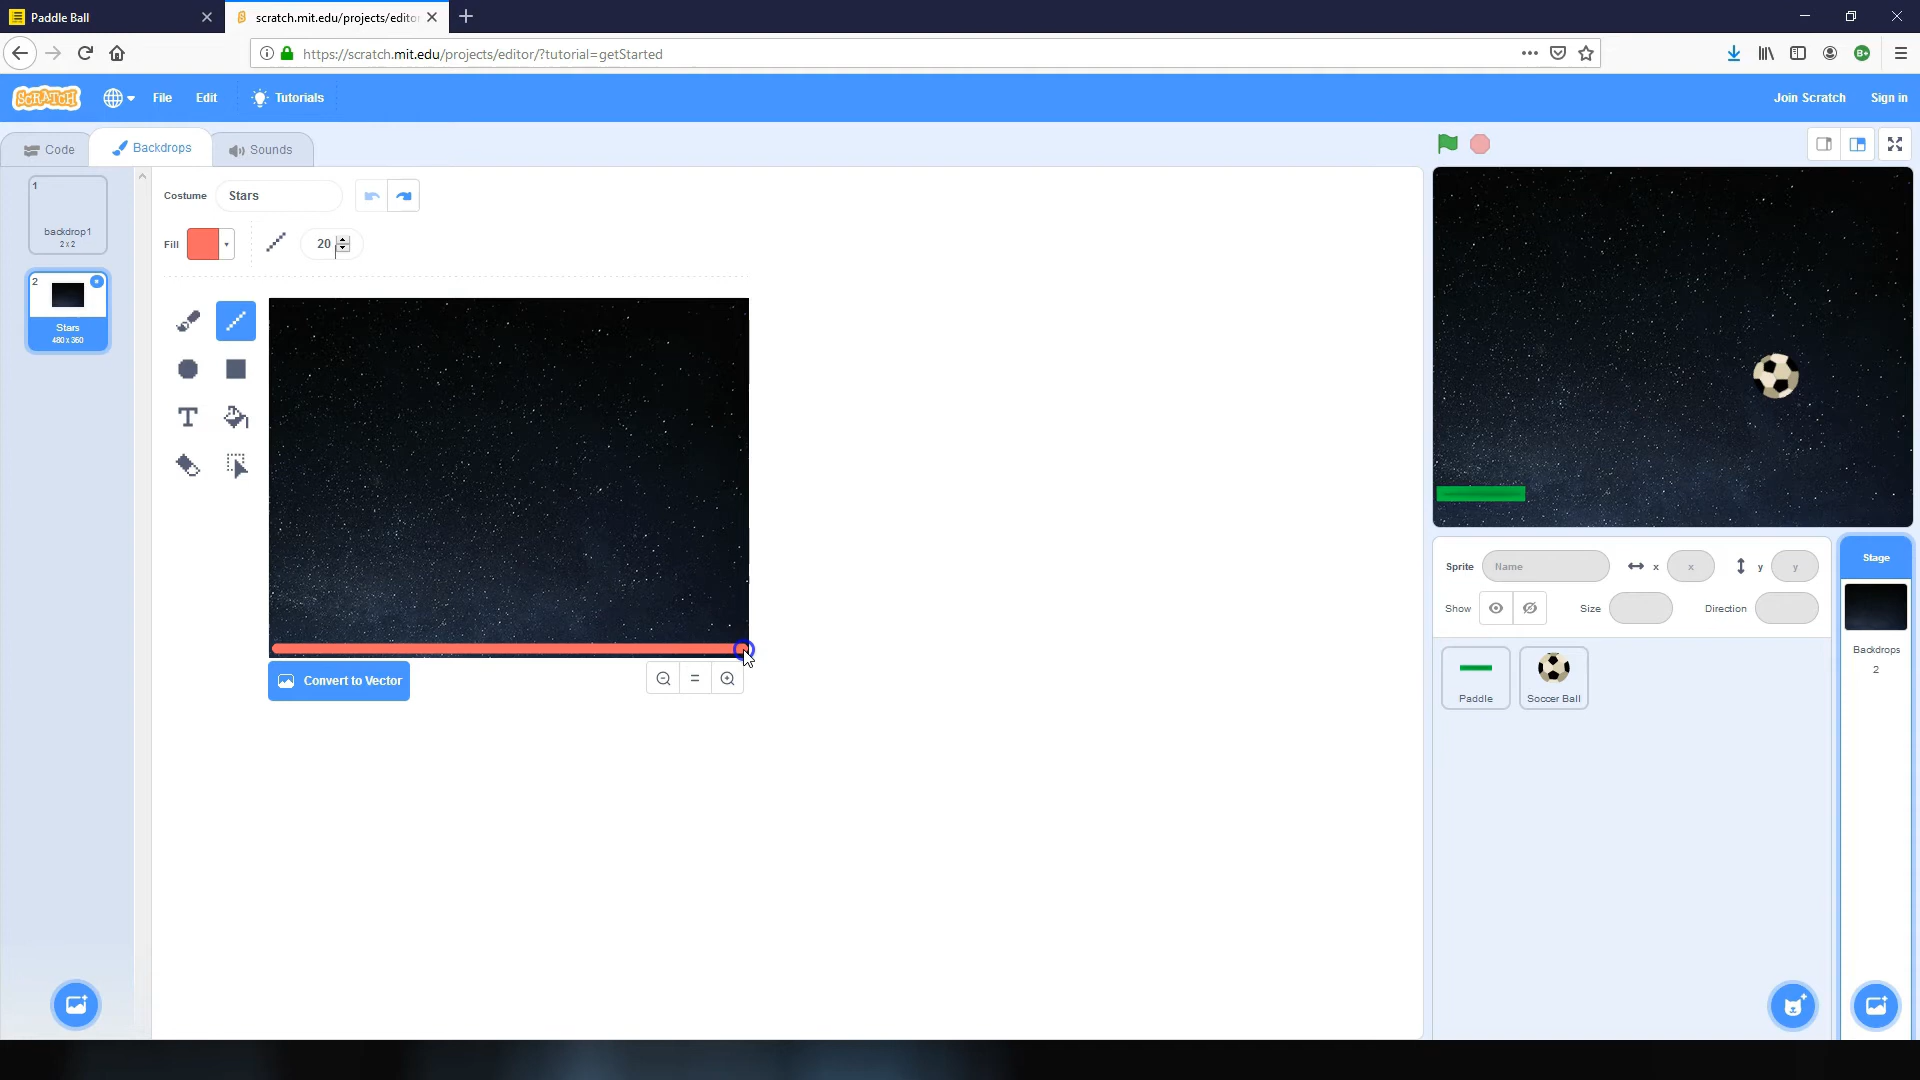 Paddle Ball
scratch.mit.edu/projects/edito
https://scratch.mit.edu/projects/editor/?tutorial=getStarted
B+
SCRATCH
File
Edit
Tutorials
Join Scratch
Sign in
Code
Backdrops
Sounds
1
backdrop1
2 x 2
2
Stars
480 x 360
Costume
Stars
Fill
20
T
Convert to Vector
=
Sprite
Name
x
x
y
y
Show
Size
Direction
Paddle
Soccer Ball
Stage
Backdrops
2